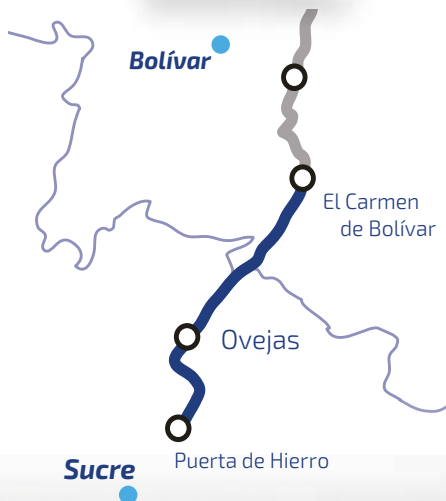 Bolívar
El Carmen
de Bolívar
Ovejas
Puerta de Hierro
Sucre